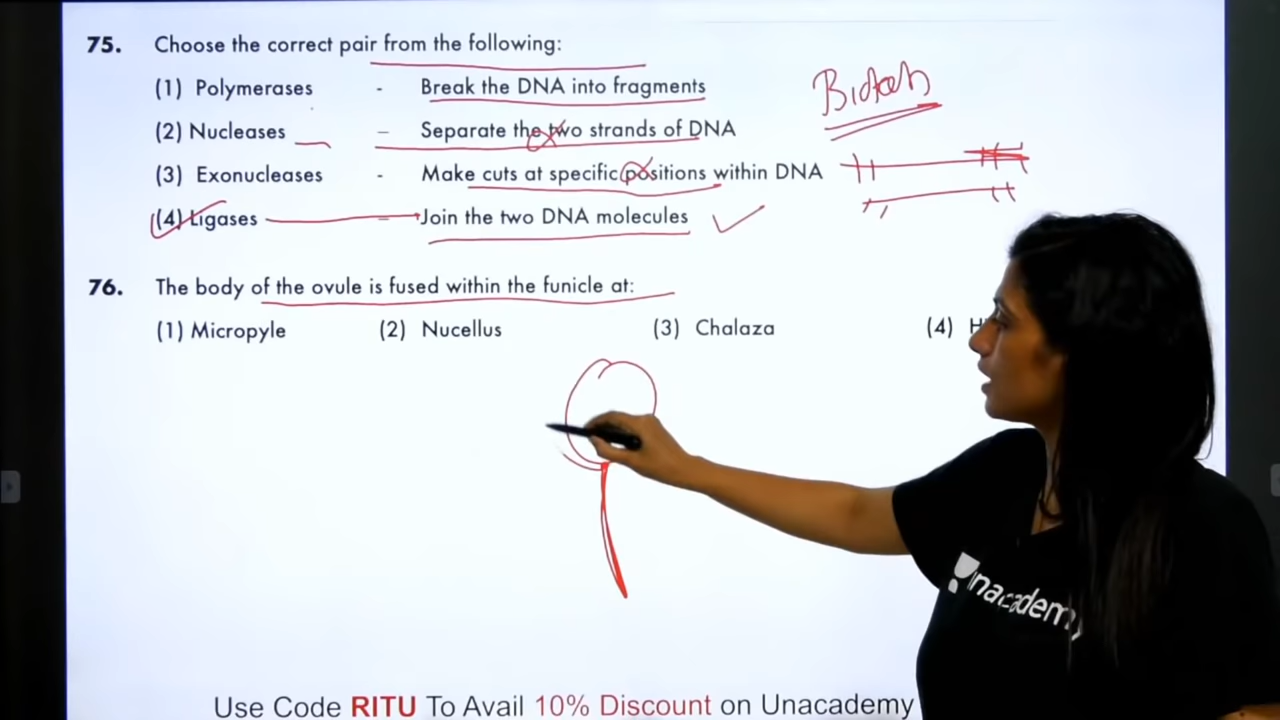 75. Choose the correct pair from the following:
(1) Polymerases - Break the DNA into fragments
(2) Nucleases – Separate the two strands of DNA
(3) Exonucleases - Make cuts at specific positions within DNA
(4) Ligases – Join the two DNA molecules
Biotech
76. The body of the ovule is fused within the funicle at:
(1) Micropyle (2) Nucellus (3) Chalaza (4)
unacademy
Use Code RITU To Avail 10% Discount on Unacademy